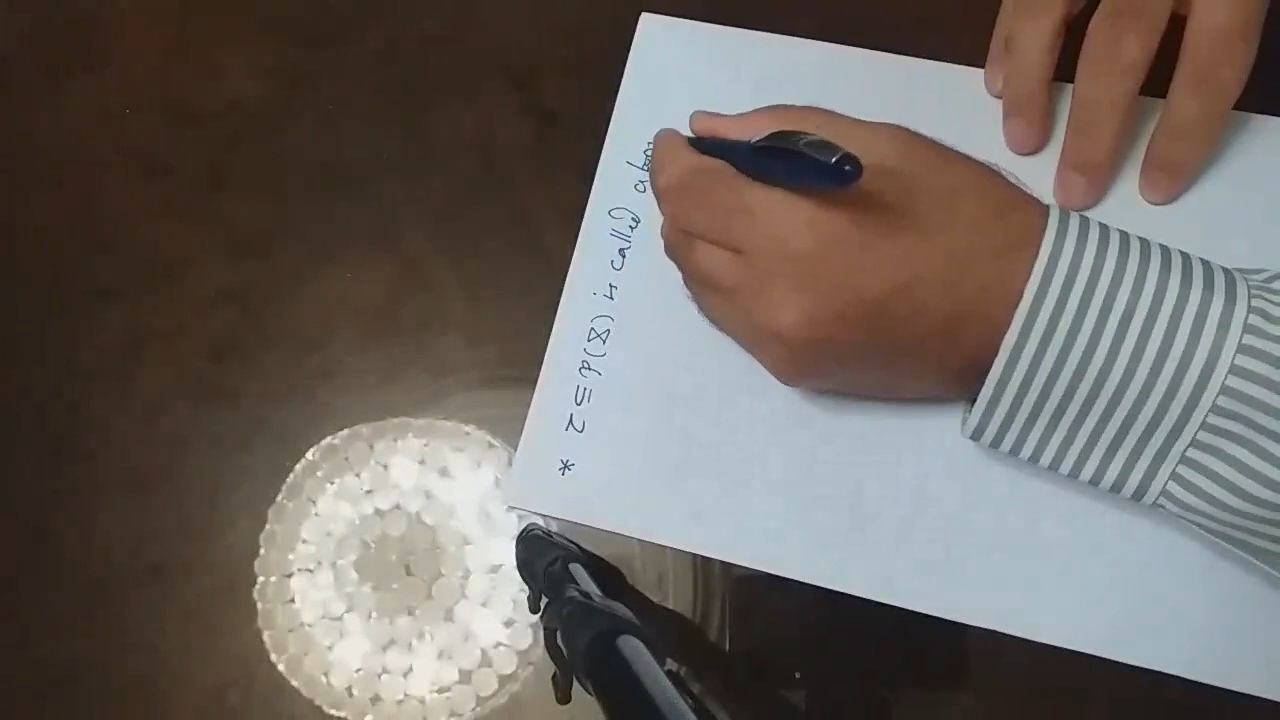 * τ ⊆ P(X) is called a